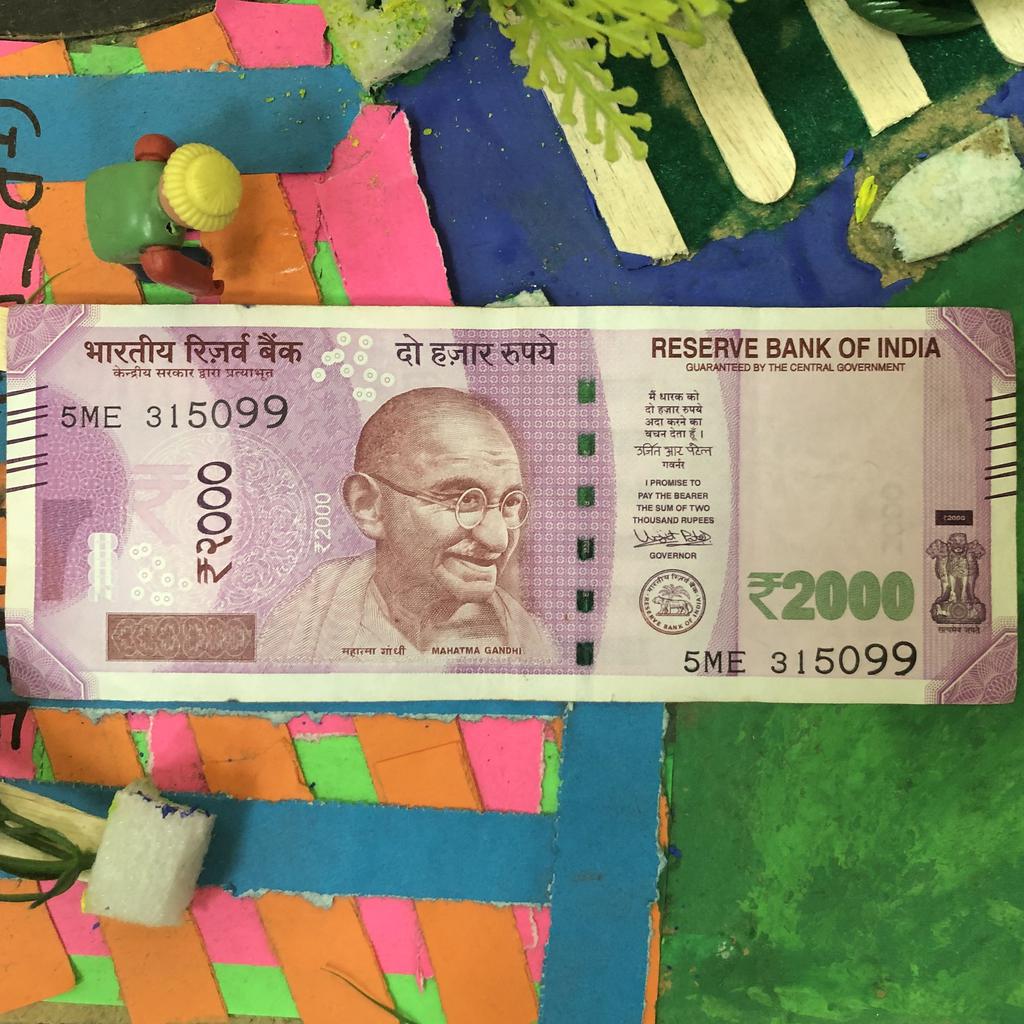 भारतीय रिज़र्व बैंक
केन्द्रीय सरकार द्वारा प्रत्याभूत
दो हज़ार रुपये
RESERVE BANK OF INDIA
GUARANTEED BY THE CENTRAL GOVERNMENT
5ME 315099
₹२०००
₹2000
मैं धारक को
दो हज़ार रुपये
अदा करने का
वचन देता हूँ ।
उर्जित आर पटेल
गवर्नर
I PROMISE TO
PAY THE BEARER
THE SUM OF TWO
THOUSAND RUPEES
GOVERNOR
भारतीय रिज़र्व बैंक
RESERVE BANK OF INDIA
₹2000
₹2000
सत्यमेव जयते
महात्मा गांधी
MAHATMA GANDHI
5ME 315099